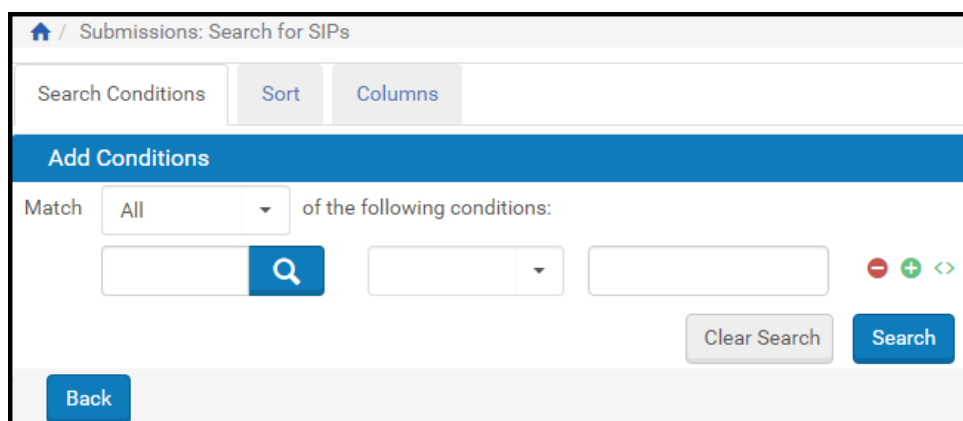 / Submissions: Search for SIPs
Search Conditions Sort Columns
Add Conditions
Match All of the following conditions:
Clear Search Search
Back